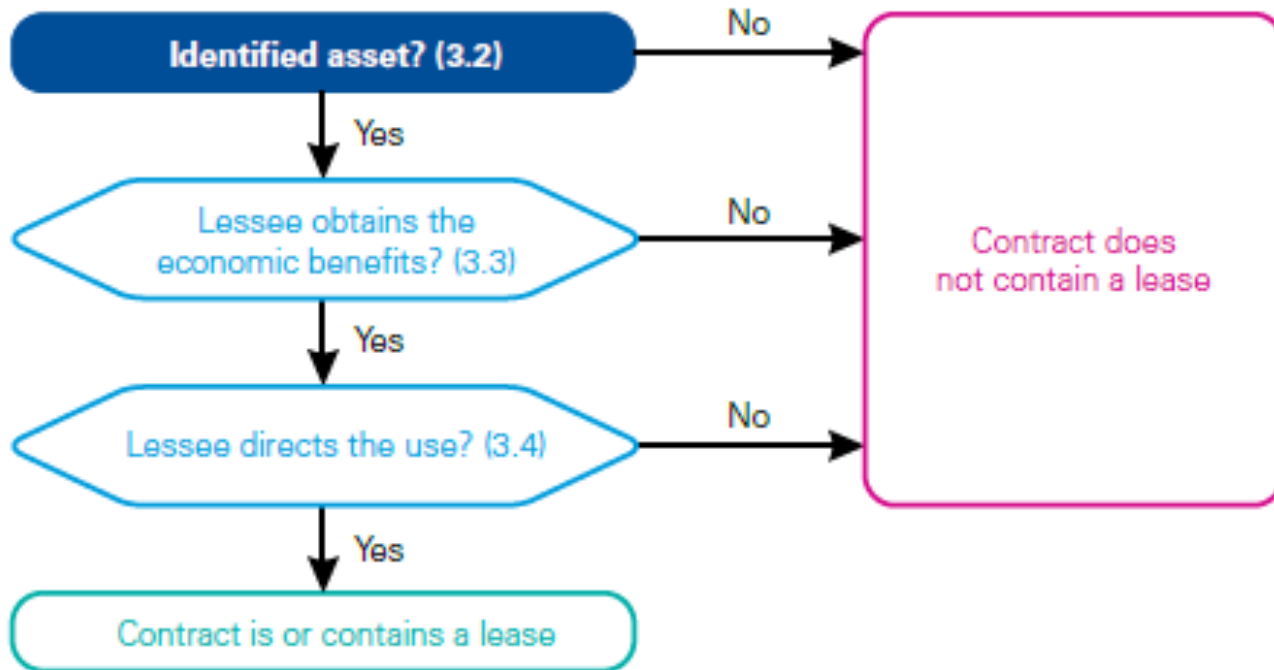 Identified asset? (3.2)
No
Yes
Lessee obtains the
economic benefits? (3.3)
No
Contract does
not contain a lease
Yes
Lessee directs the use? (3.4)
No
Yes
Contract is or contains a lease